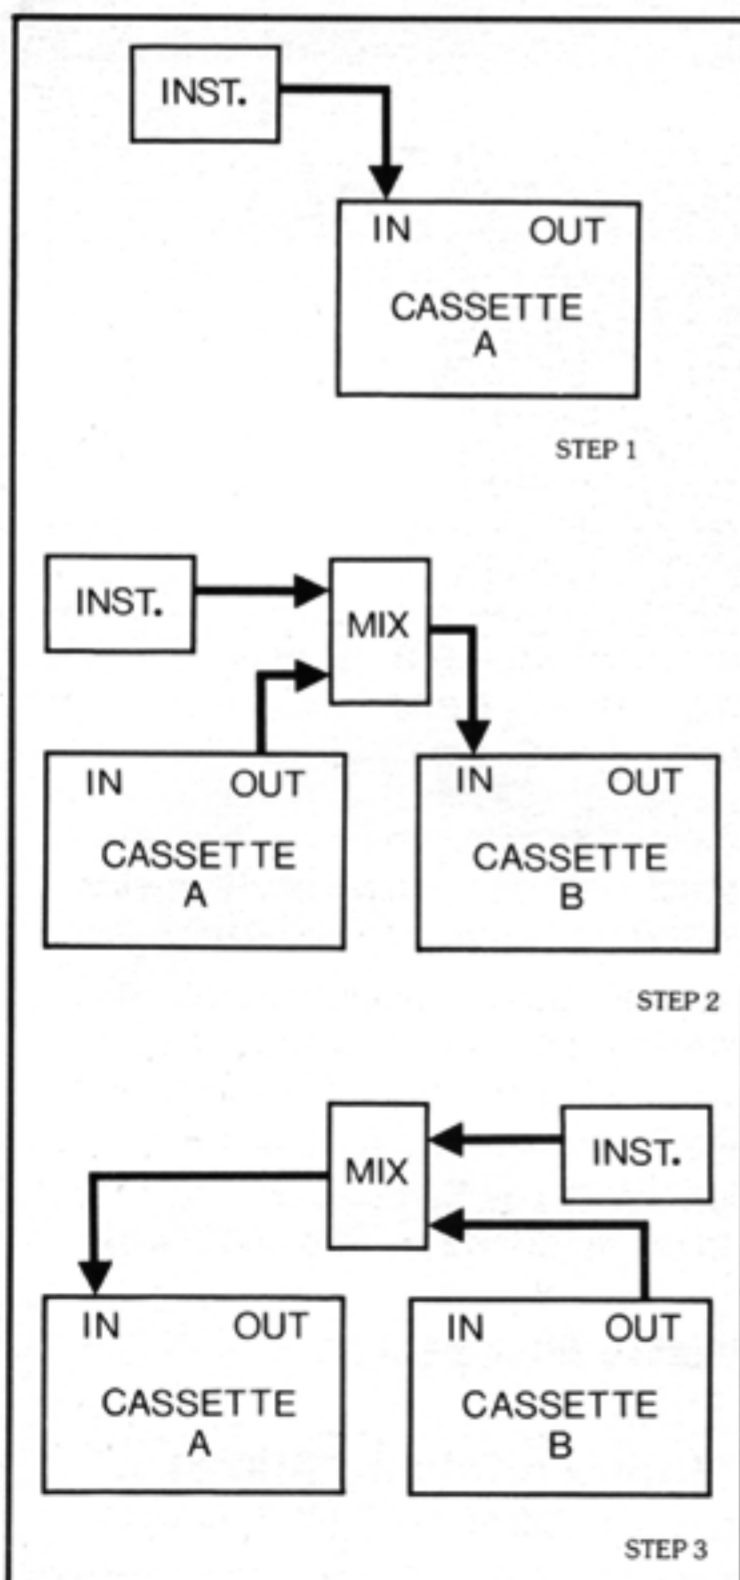 INST.
IN OUT
CASSETTE
A
STEP 1
INST.
MIX
IN OUT
CASSETTE
A
IN OUT
CASSETTE
B
STEP 2
MIX
INST.
IN OUT
CASSETTE
A
IN OUT
CASSETTE
B
STEP 3